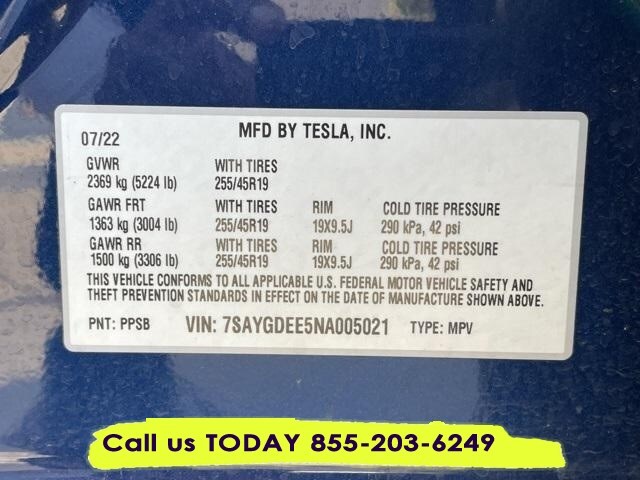 07/22 MFD BY TESLA, INC.
GVWR WITH TIRES
2369 kg (5224 lb) 255/45R19
GAWR FRT WITH TIRES RIM COLD TIRE PRESSURE
1363 kg (3004 lb) 255/45R19 19X9.5J 290 kPa, 42 psi
GAWR RR WITH TIRES RIM COLD TIRE PRESSURE
1500 kg (3306 lb) 255/45R19 19X9.5J 290 kPa, 42 psi
THIS VEHICLE CONFORMS TO ALL APPLICABLE U.S. FEDERAL MOTOR VEHICLE SAFETY AND
THEFT PREVENTION STANDARDS IN EFFECT ON THE DATE OF MANUFACTURE SHOWN ABOVE.
PNT: PPSB VIN: 7SAYGDEE5NA005021 TYPE: MPV
Call us TODAY 855-203-6249